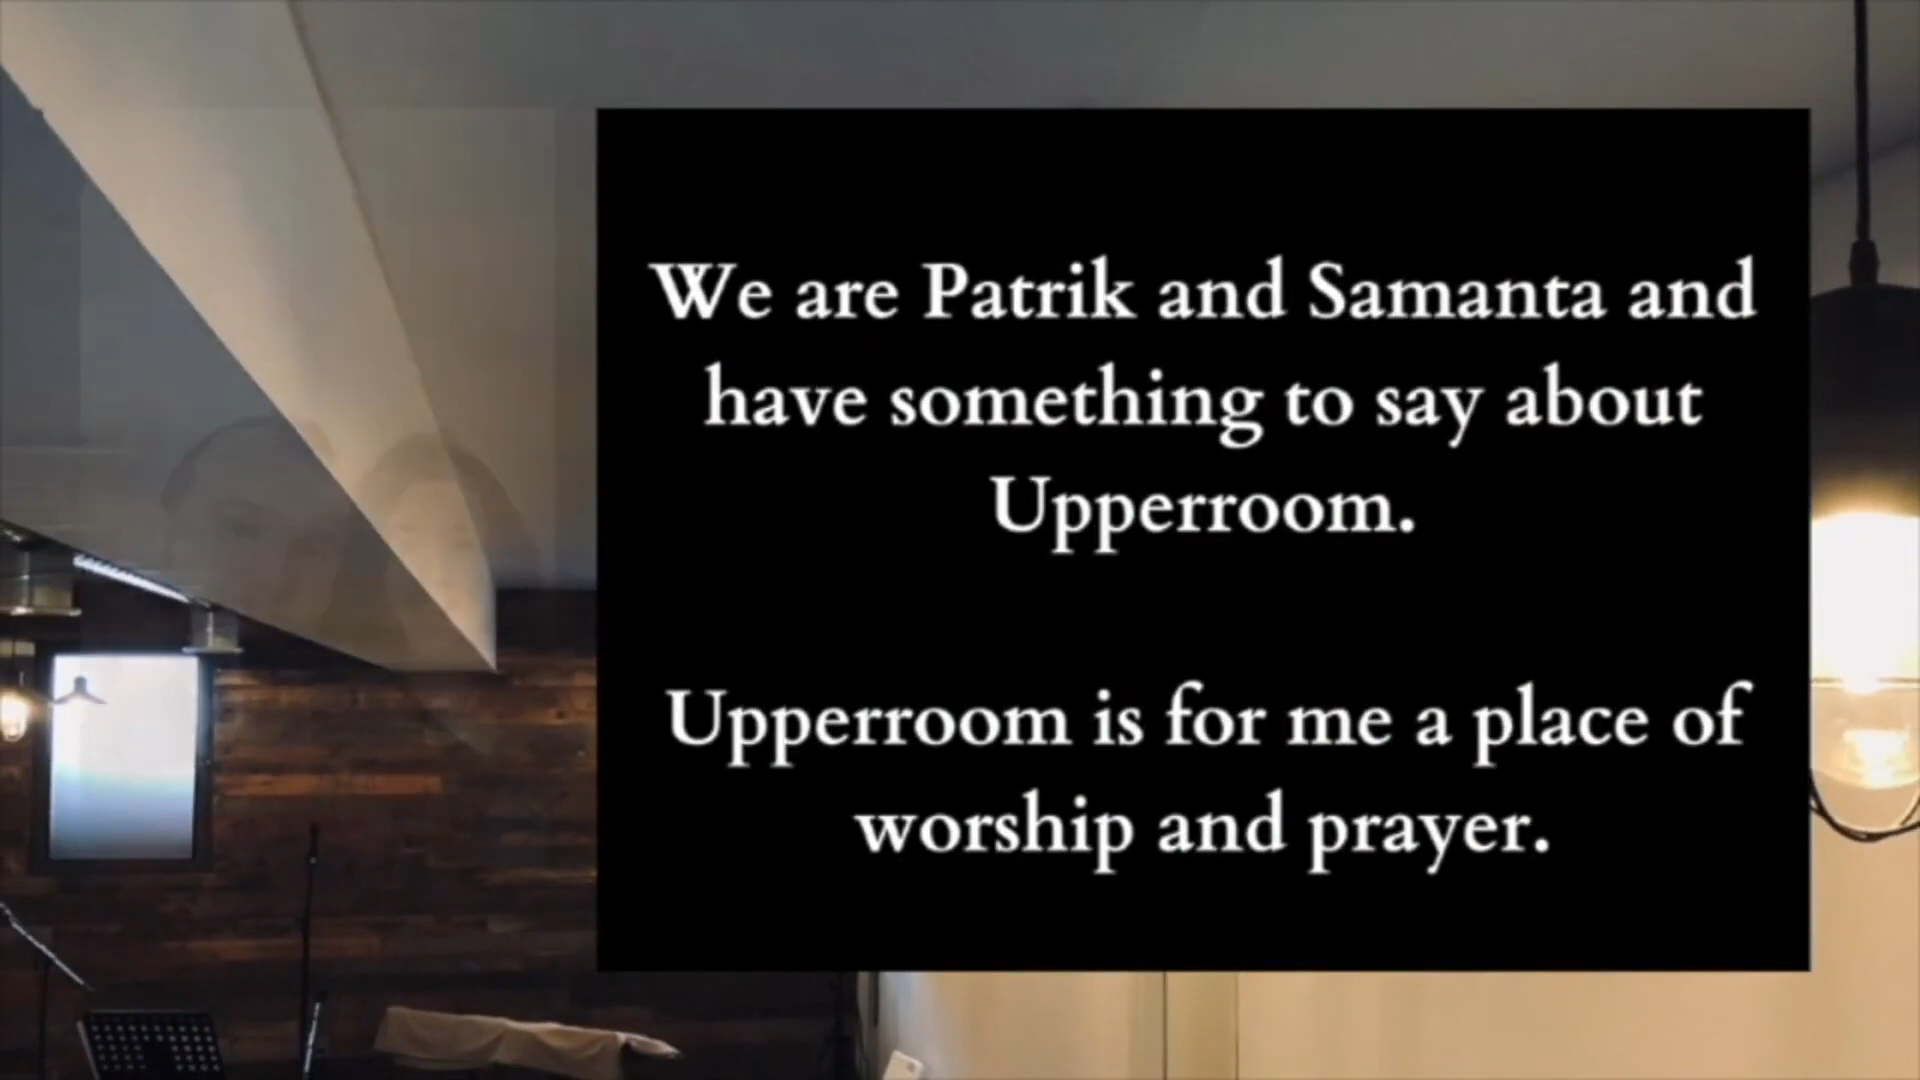 We are Patrik and Samanta and
have something to say about
Upperroom.
Upperroom is for me a place of
worship and prayer.